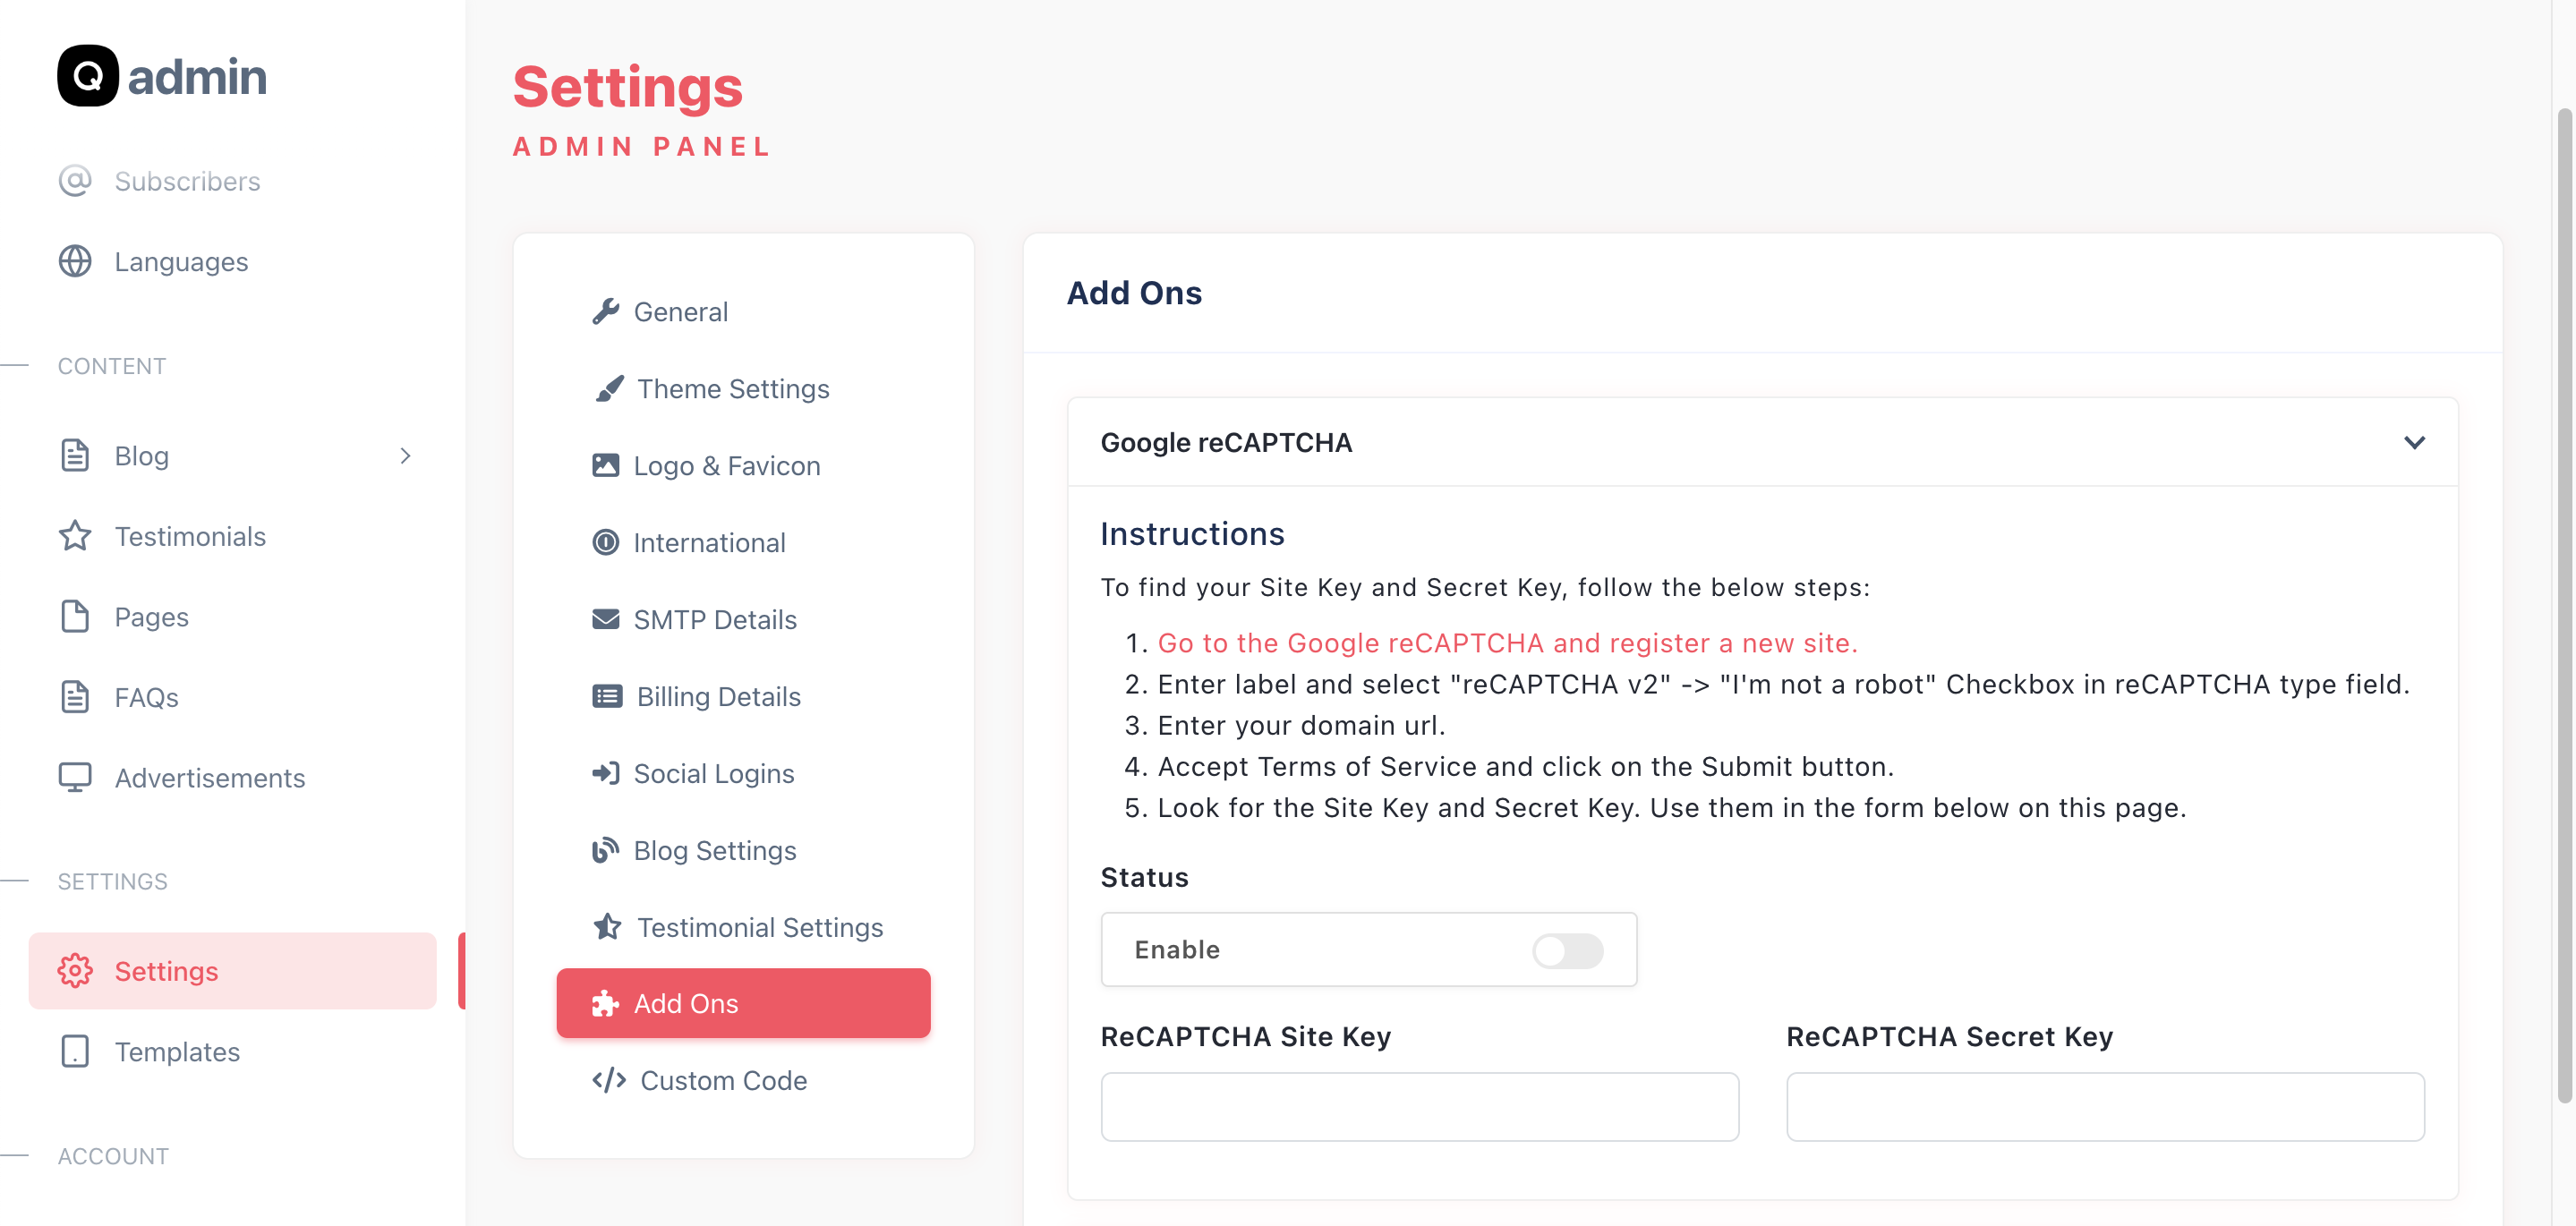 Q admin
Subscribers
Languages
CONTENT
Blog
Testimonials
Pages
FAQs
Advertisements
SETTINGS
Settings
Templates
ACCOUNT
Settings
ADMIN PANEL
General
Theme Settings
Logo & Favicon
International
SMTP Details
Billing Details
Social Logins
Blog Settings
Testimonial Settings
Add Ons
Custom Code
Add Ons
Google reCAPTCHA
Instructions
To find your Site Key and Secret Key, follow the below steps:
1. Go to the Google reCAPTCHA and register a new site.
2. Enter label and select "reCAPTCHA v2" -> "I'm not a robot" Checkbox in reCAPTCHA type field.
3. Enter your domain url.
4. Accept Terms of Service and click on the Submit button.
5. Look for the Site Key and Secret Key. Use them in the form below on this page.
Status
Enable
ReCAPTCHA Site Key
ReCAPTCHA Secret Key